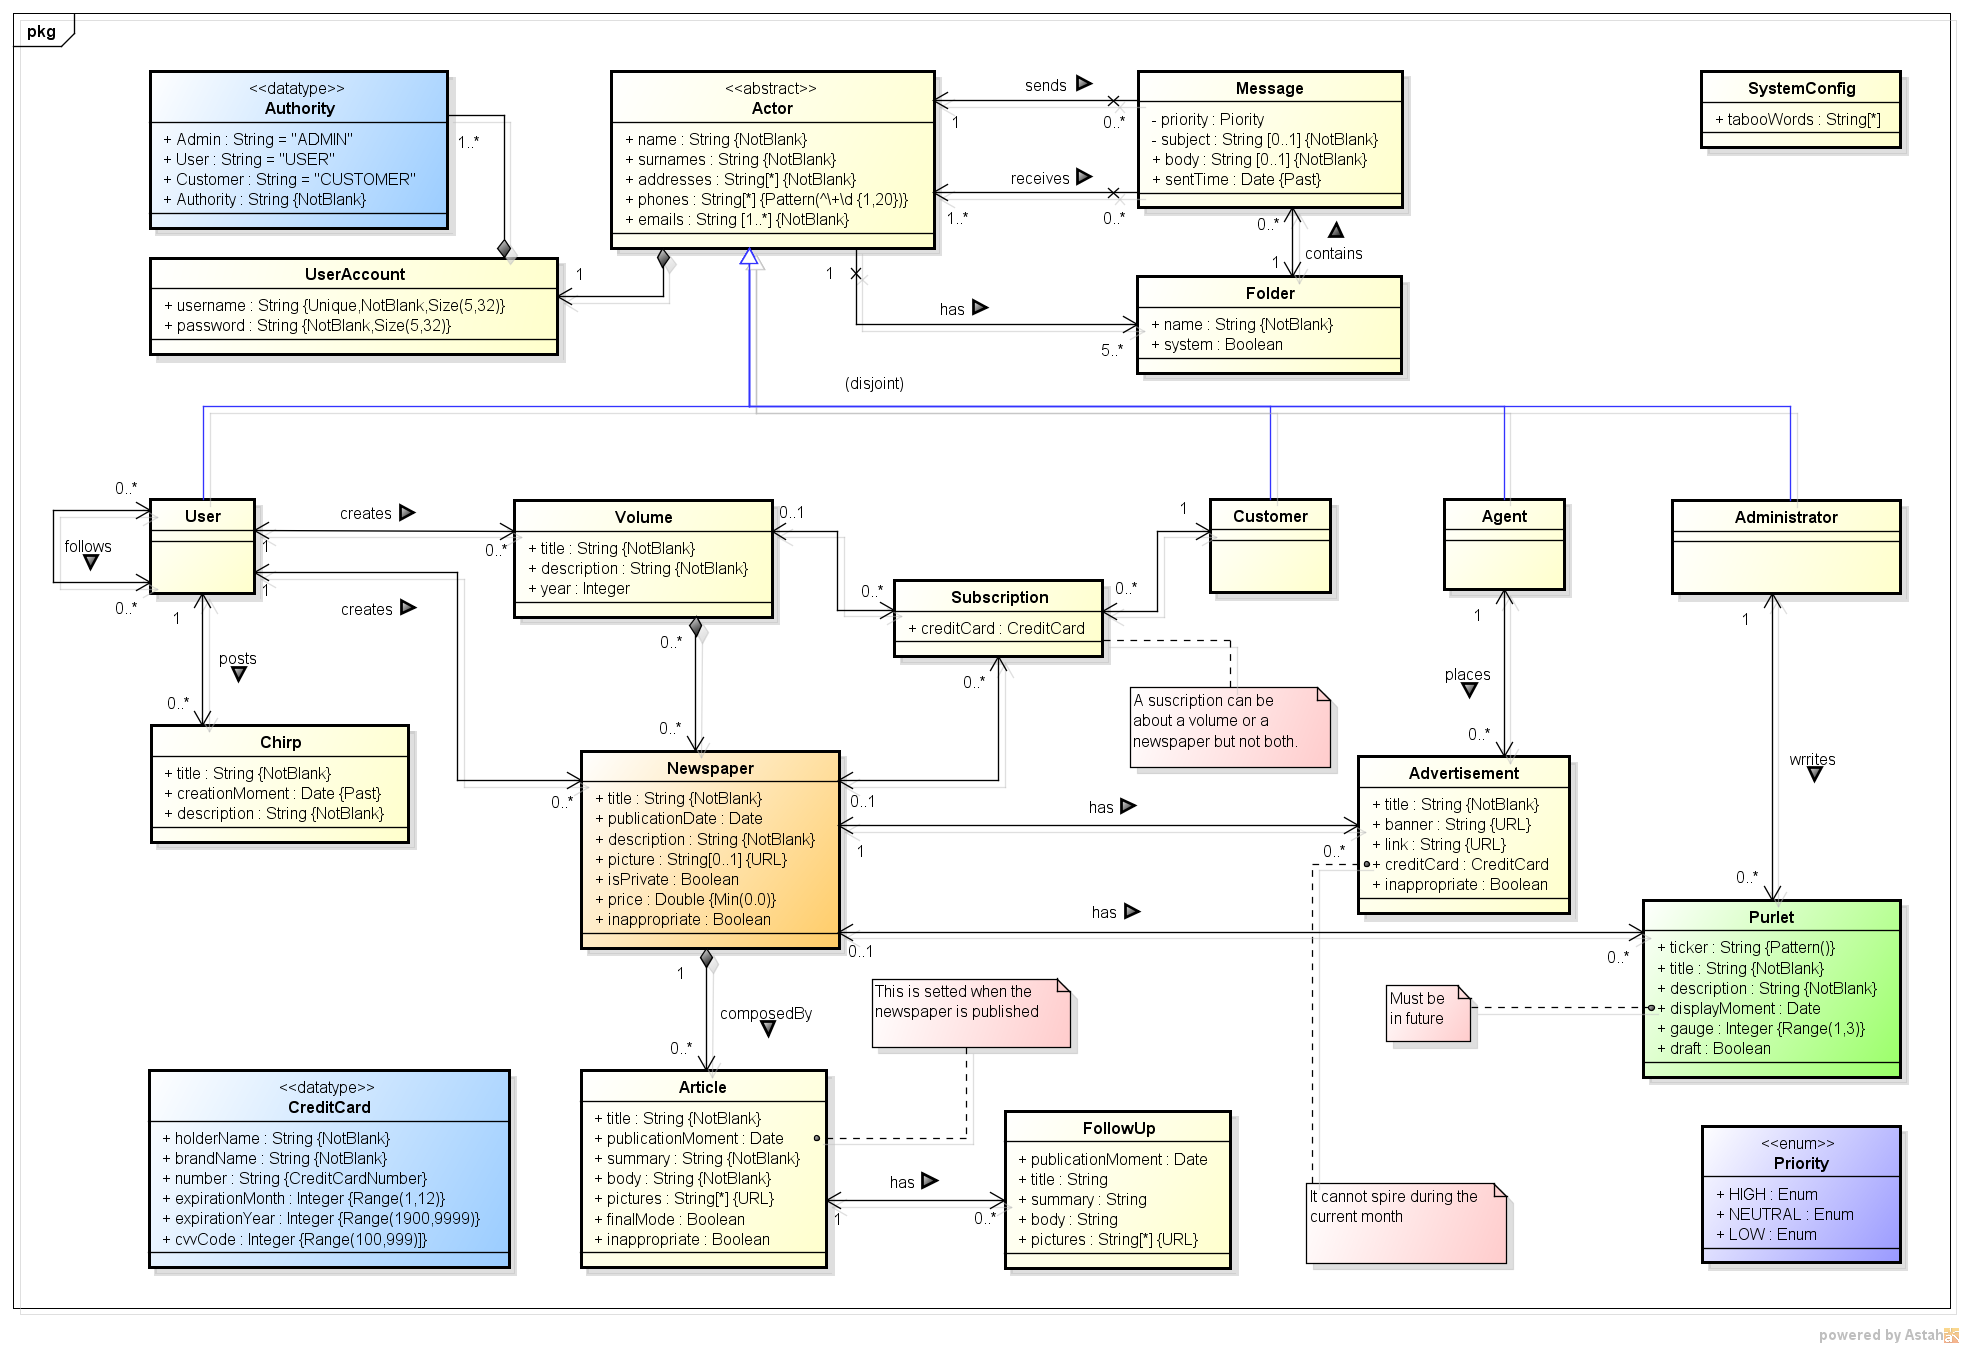 pkg
<<datatype>>
Authority
+ Admin : String = "ADMIN"
+ User : String = "USER"
+ Customer : String = "CUSTOMER"
+ Authority : String {NotBlank}
1..*
UserAccount
+ username : String {Unique,NotBlank,Size(5,32)}
+ password : String {NotBlank,Size(5,32)}
1
<<abstract>>
Actor
+ name : String {NotBlank}
+ surnames : String {NotBlank}
+ addresses : String[*] {NotBlank}
+ phones : String[*] {Pattern(^\+\d {1,20})}
+ emails : String [1..*] {NotBlank}
sends
1
0..*
receives
1..*
0..*
Message
- priority : Piority
- subject : String [0..1] {NotBlank}
+ body : String [0..1] {NotBlank}
+ sentTime : Date {Past}
0..*
contains
1
1
has
5..*
Folder
+ name : String {NotBlank}
+ system : Boolean
SystemConfig
+ tabooWords : String[*]
(disjoint)
0..*
follows
0..*
User
creates
1
0..*
1
creates
0..*
1
posts
0..*
Chirp
+ title : String {NotBlank}
+ creationMoment : Date {Past}
+ description : String {NotBlank}
Volume
+ title : String {NotBlank}
+ description : String {NotBlank}
+ year : Integer
0..1
0..*
0..*
0..*
Subscription
+ creditCard : CreditCard
1
0..*
0..*
0..1
Customer
Agent
Administrator
A suscription can be
about a volume or a
newspaper but not both.
1
places
0..*
1
wrrites
0..*
Newspaper
+ title : String {NotBlank}
+ publicationDate : Date
+ description : String {NotBlank}
+ picture : String[0..1] {URL}
+ isPrivate : Boolean
+ price : Double {Min(0.0)}
+ inappropriate : Boolean
has
1
0..*
Advertisement
+ title : String {NotBlank}
+ banner : String {URL}
+ link : String {URL}
+ creditCard : CreditCard
+ inappropriate : Boolean
has
0..1
0..*
Purlet
+ ticker : String {Pattern()}
+ title : String {NotBlank}
+ description : String {NotBlank}
+ displayMoment : Date
+ gauge : Integer {Range(1,3)}
+ draft : Boolean
Must be
in future
This is setted when the
newspaper is published
1
composedBy
0..*
<<datatype>>
CreditCard
+ holderName : String {NotBlank}
+ brandName : String {NotBlank}
+ number : String {CreditCardNumber}
+ expirationMonth : Integer {Range(1,12)}
+ expirationYear : Integer {Range(1900,9999)}
+ cvvCode : Integer {Range(100,999)]}
Article
+ title : String {NotBlank}
+ publicationMoment : Date
+ summary : String {NotBlank}
+ body : String {NotBlank}
+ pictures : String[*] {URL}
+ finalMode : Boolean
+ inappropriate : Boolean
has
1
0..*
FollowUp
+ publicationMoment : Date
+ title : String
+ summary : String
+ body : String
+ pictures : String[*] {URL}
It cannot spire during the
current month
<<enum>>
Priority
+ HIGH : Enum
+ NEUTRAL : Enum
+ LOW : Enum
powered by Astah